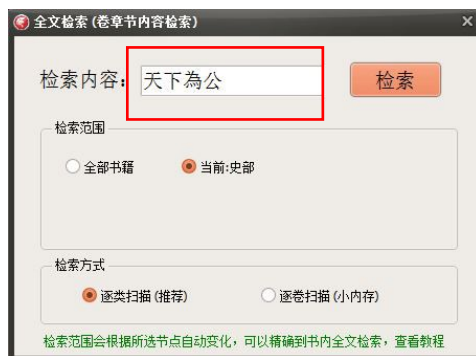 全文检索(卷章节内容检索)
检索内容: 天下為公 检索
检索范围
全部书籍 当前:史部
检索方式
逐类扫描(推荐) 逐卷扫描(小内存)
检索范围会根据所选节点自动变化，可以精确到书内全文检索，查看教程